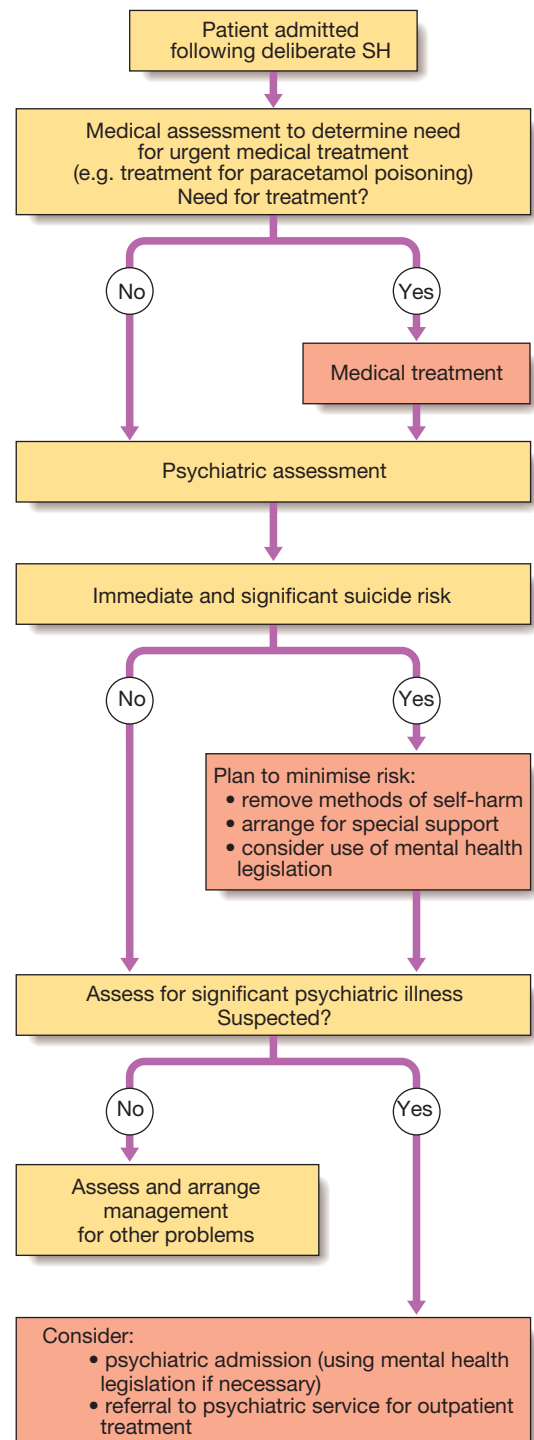 Patient admitted
following deliberate SH
Medical assessment to determine need
for urgent medical treatment
(e.g. treatment for paracetamol poisoning)
Need for treatment?
No
Yes
Medical treatment
Psychiatric assessment
Immediate and significant suicide risk
No
Yes
Plan to minimise risk:
• remove methods of self-harm
• arrange for special support
• consider use of mental health
legislation
Assess for significant psychiatric illness
Suspected?
No
Yes
Assess and arrange
management
for other problems
Consider:
• psychiatric admission (using mental health
legislation if necessary)
• referral to psychiatric service for outpatient
treatment